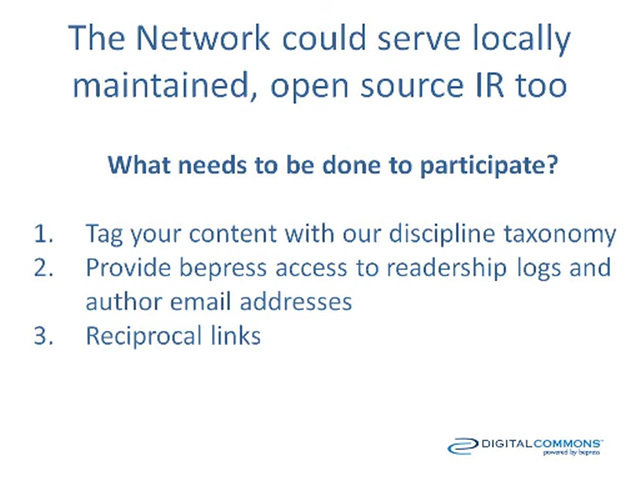 The Network could serve locally
maintained, open source IR too
What needs to be done to participate?
1. Tag your content with our discipline taxonomy
2. Provide bepress access to readership logs and
author email addresses
3. Reciprocal links
DIGITALCOMMONS™
powered by bepress